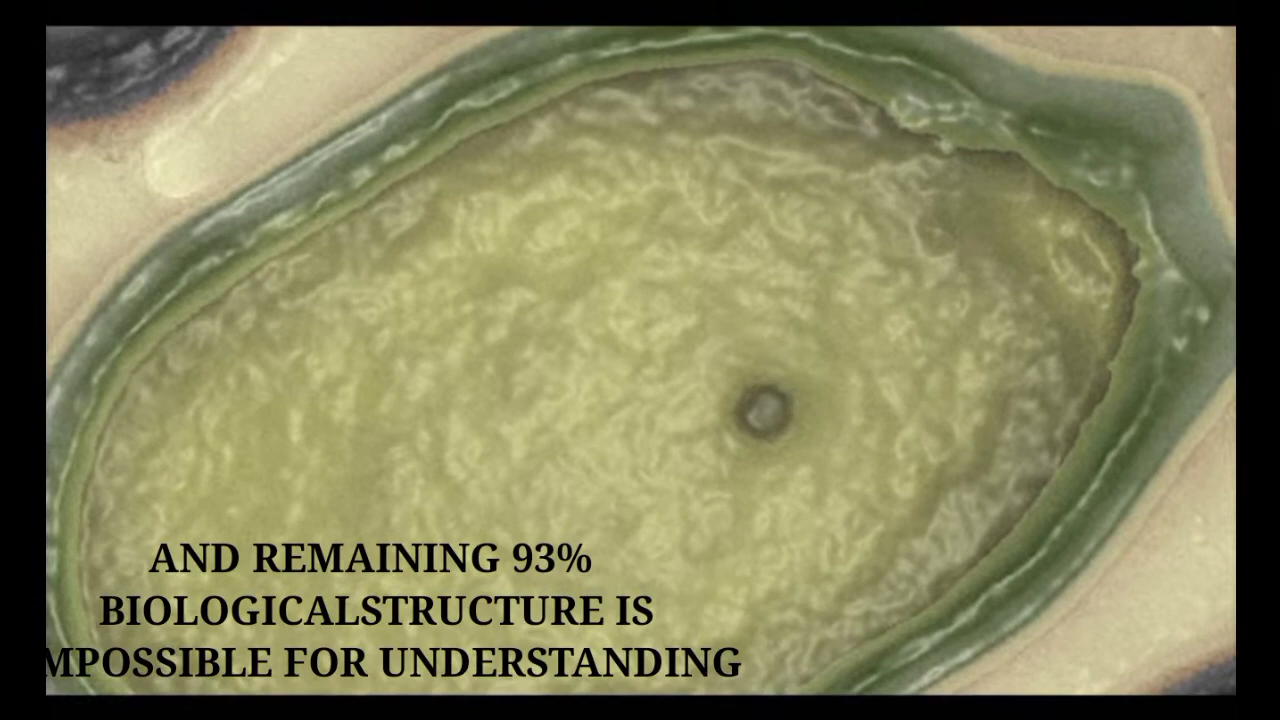 AND REMAINING 93%
BIOLOGICALSTRUCTURE IS
MPOSSIBLE FOR UNDERSTANDING